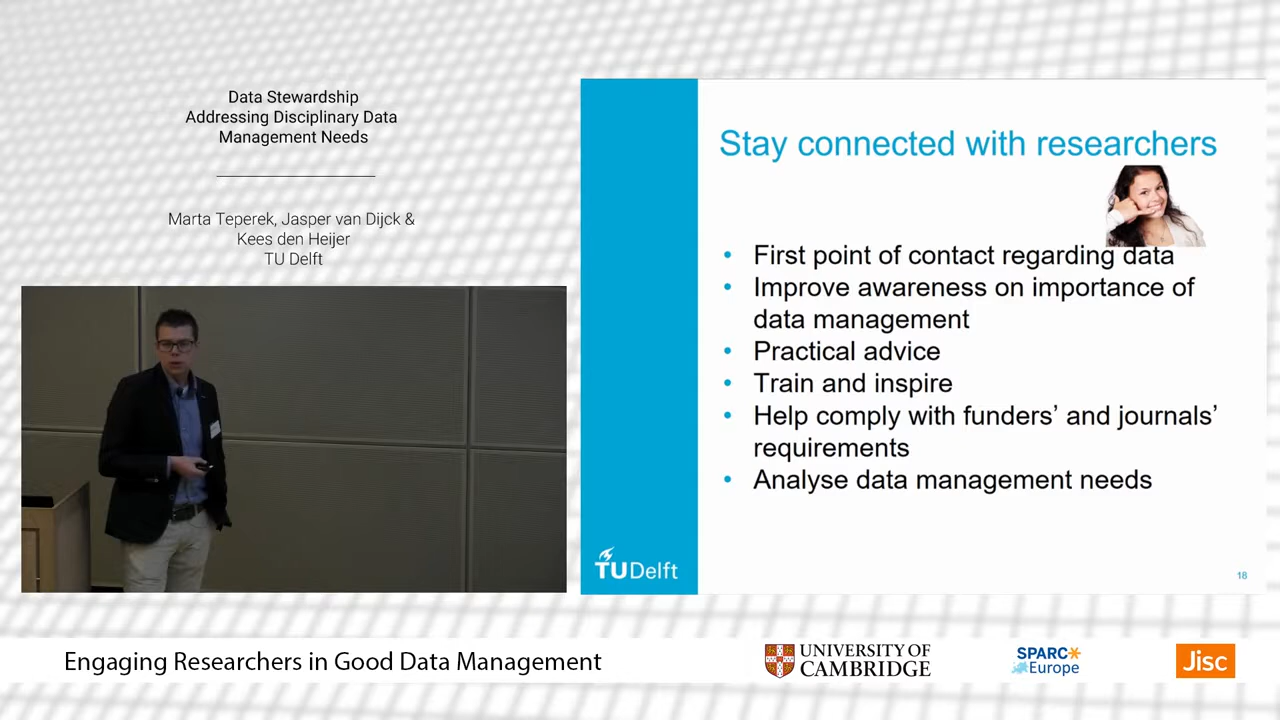 Data Stewardship
Addressing Disciplinary Data
Management Needs
Marta Teperek, Jasper van Dijck &
Kees den Heijer
TU Delft
Stay connected with researchers
• First point of contact regarding data
• Improve awareness on importance of
data management
• Practical advice
• Train and inspire
• Help comply with funders’ and journals’
requirements
• Analyse data management needs
TUDelft
18
Engaging Researchers in Good Data Management
UNIVERSITY OF
CAMBRIDGE
SPARC
Europe
Jisc